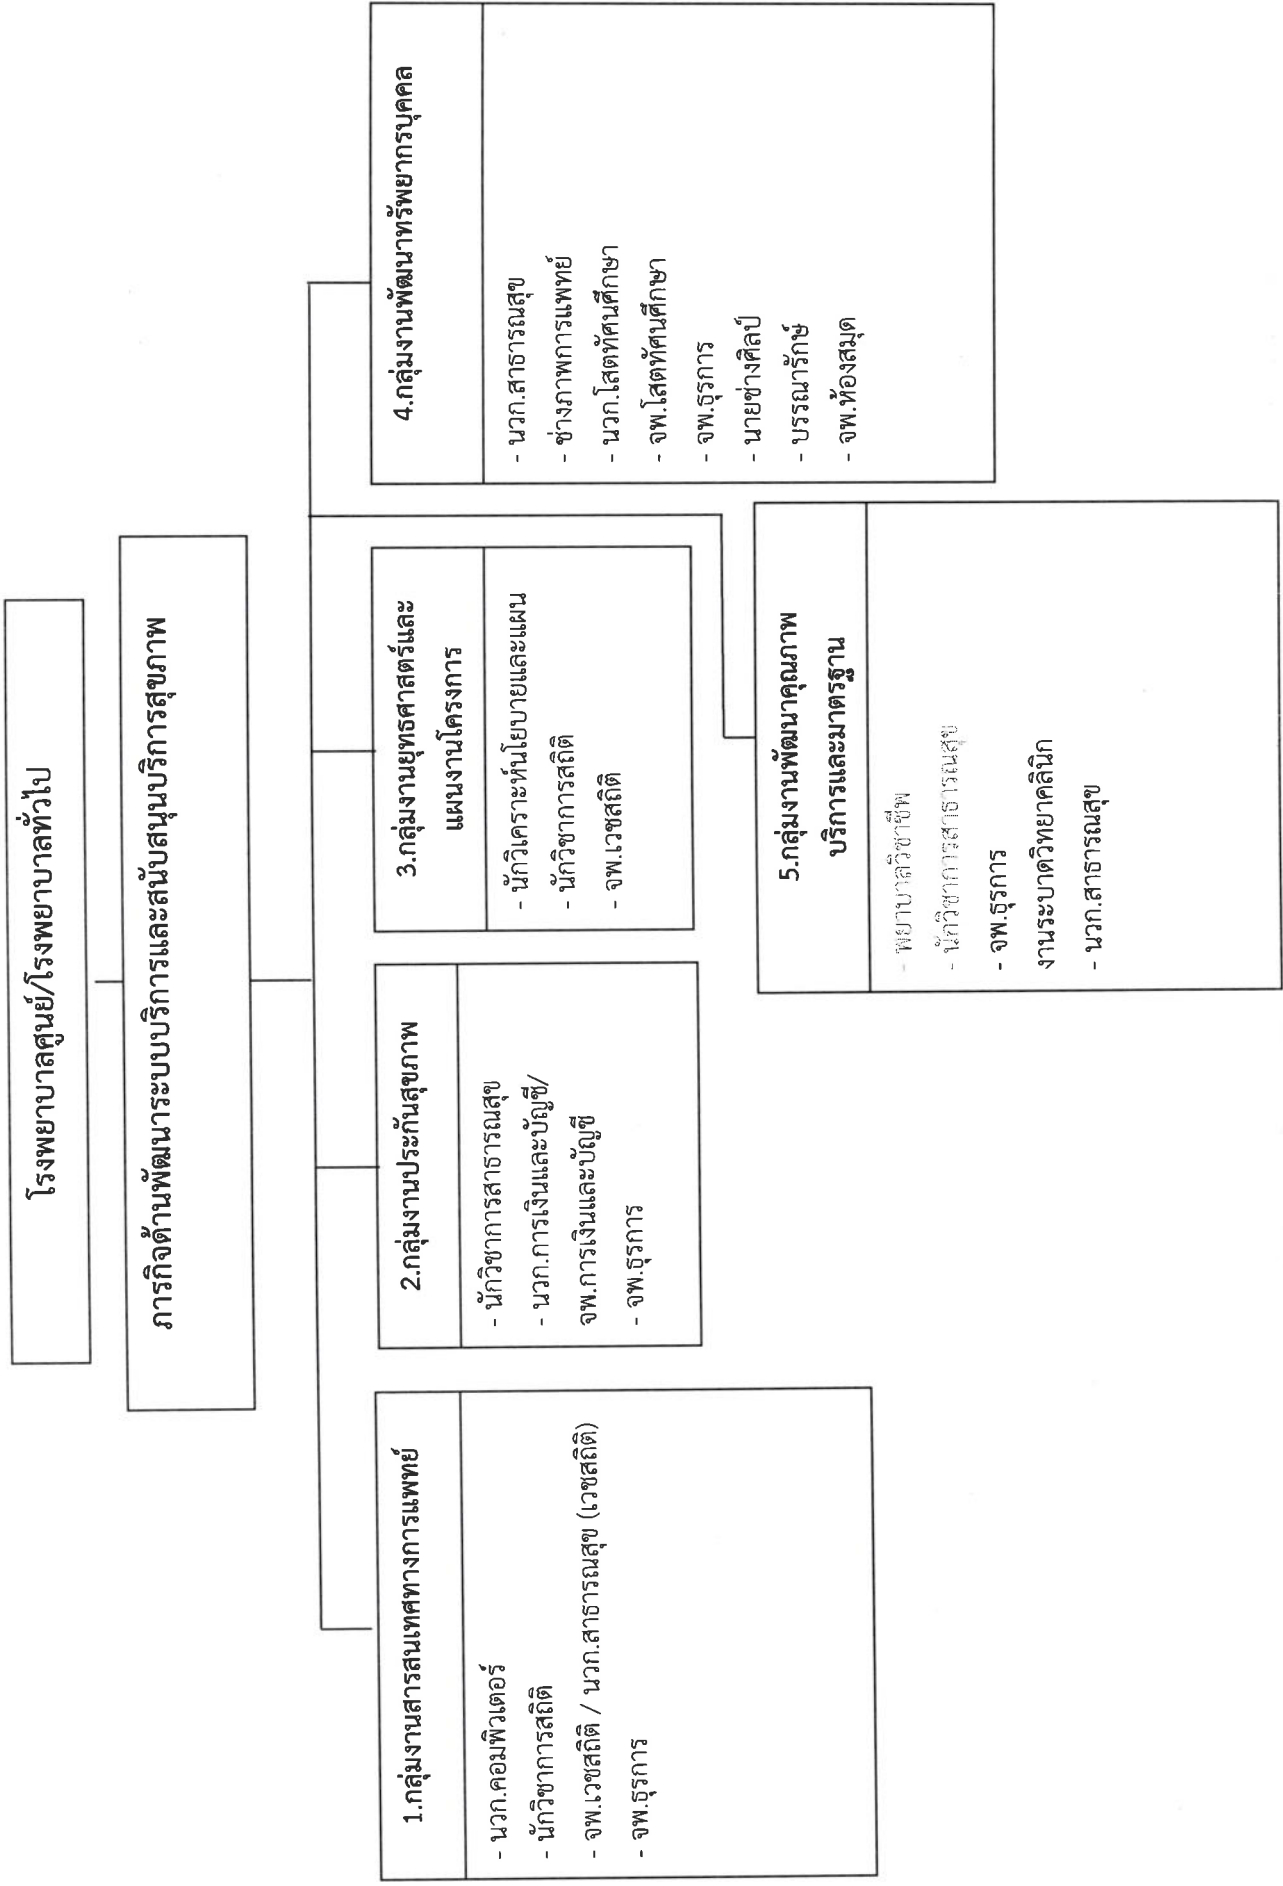 โรงพยาบาลศูนย์/โรงพยาบาลทั่วไป
ภารกิจด้านพัฒนาระบบบริการและสนับสนุนบริการสุขภาพ
1.กลุ่มงานสารสนเทศทางการแพทย์
- นวก.คอมพิวเตอร์
- นักวิชาการสถิติ
- จพ.เวชสถิติ / นวก.สาธารณสุข (เวชสถิติ)
- จพ.ธุรการ
2.กลุ่มงานประกันสุขภาพ
- นักวิชาการสาธารณสุข
- นวก.การเงินและบัญชี/
จพ.การเงินและบัญชี
- จพ.ธุรการ
3.กลุ่มงานยุทธศาสตร์และ
แผนงานโครงการ
- นักวิเคราะห์นโยบายและแผน
- นักวิชาการสถิติ
- จพ.เวชสถิติ
4.กลุ่มงานพัฒนาทรัพยากรบุคคล
- นวก.สาธารณสุข
- ช่างภาพการแพทย์
- นวก.โสตทัศนศึกษา
- จพ.โสตทัศนศึกษา
- จพ.ธุรการ
- นายช่างศิลป์
- บรรณารักษ์
- จพ.ห้องสมุด
5.กลุ่มงานพัฒนาคุณภาพ
บริการและมาตรฐาน
- พยาบาลวิชาชีพ
- นักวิชาการสาธารณสุข
- จพ.ธุรการ
งานระบาดวิทยาคลินิก
- นวก.สาธารณสุข